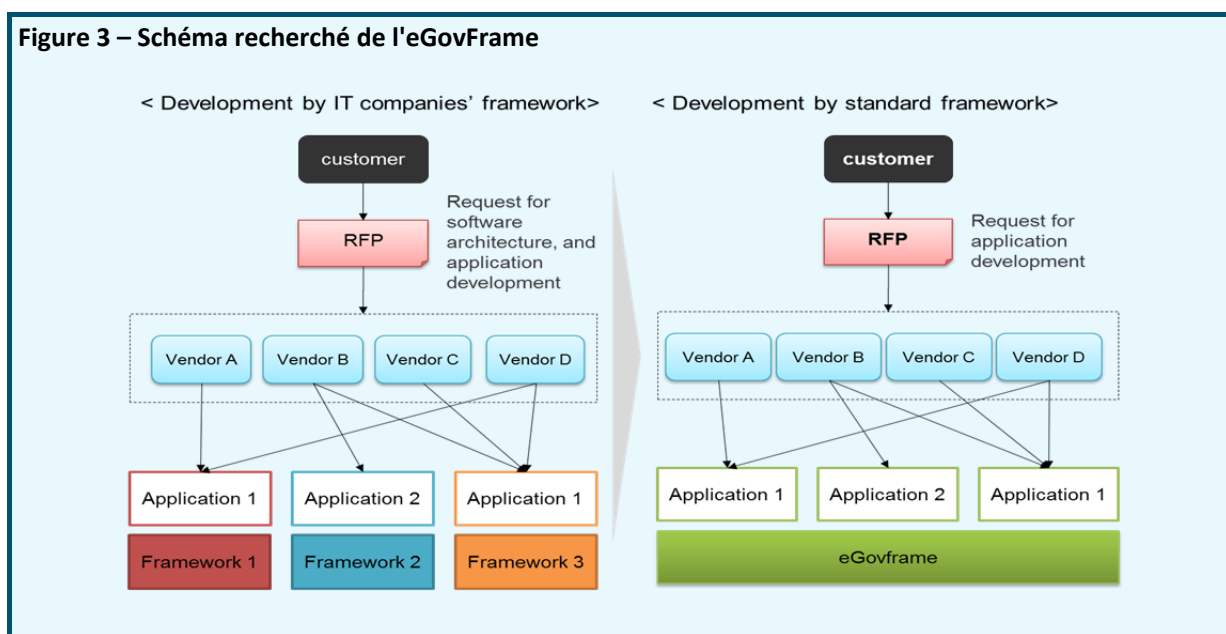 Figure 3 – Schéma recherché de l'eGovFrame
< Development by IT companies’ framework>
customer
RFP
Request for
software
architecture, and
application
development
Vendor A
Vendor B
Vendor C
Vendor D
Application 1
Application 2
Application 1
Framework 1
Framework 2
Framework 3
< Development by standard framework>
customer
RFP
Request for
application
development
Vendor A
Vendor B
Vendor C
Vendor D
Application 1
Application 2
Application 1
eGovframe